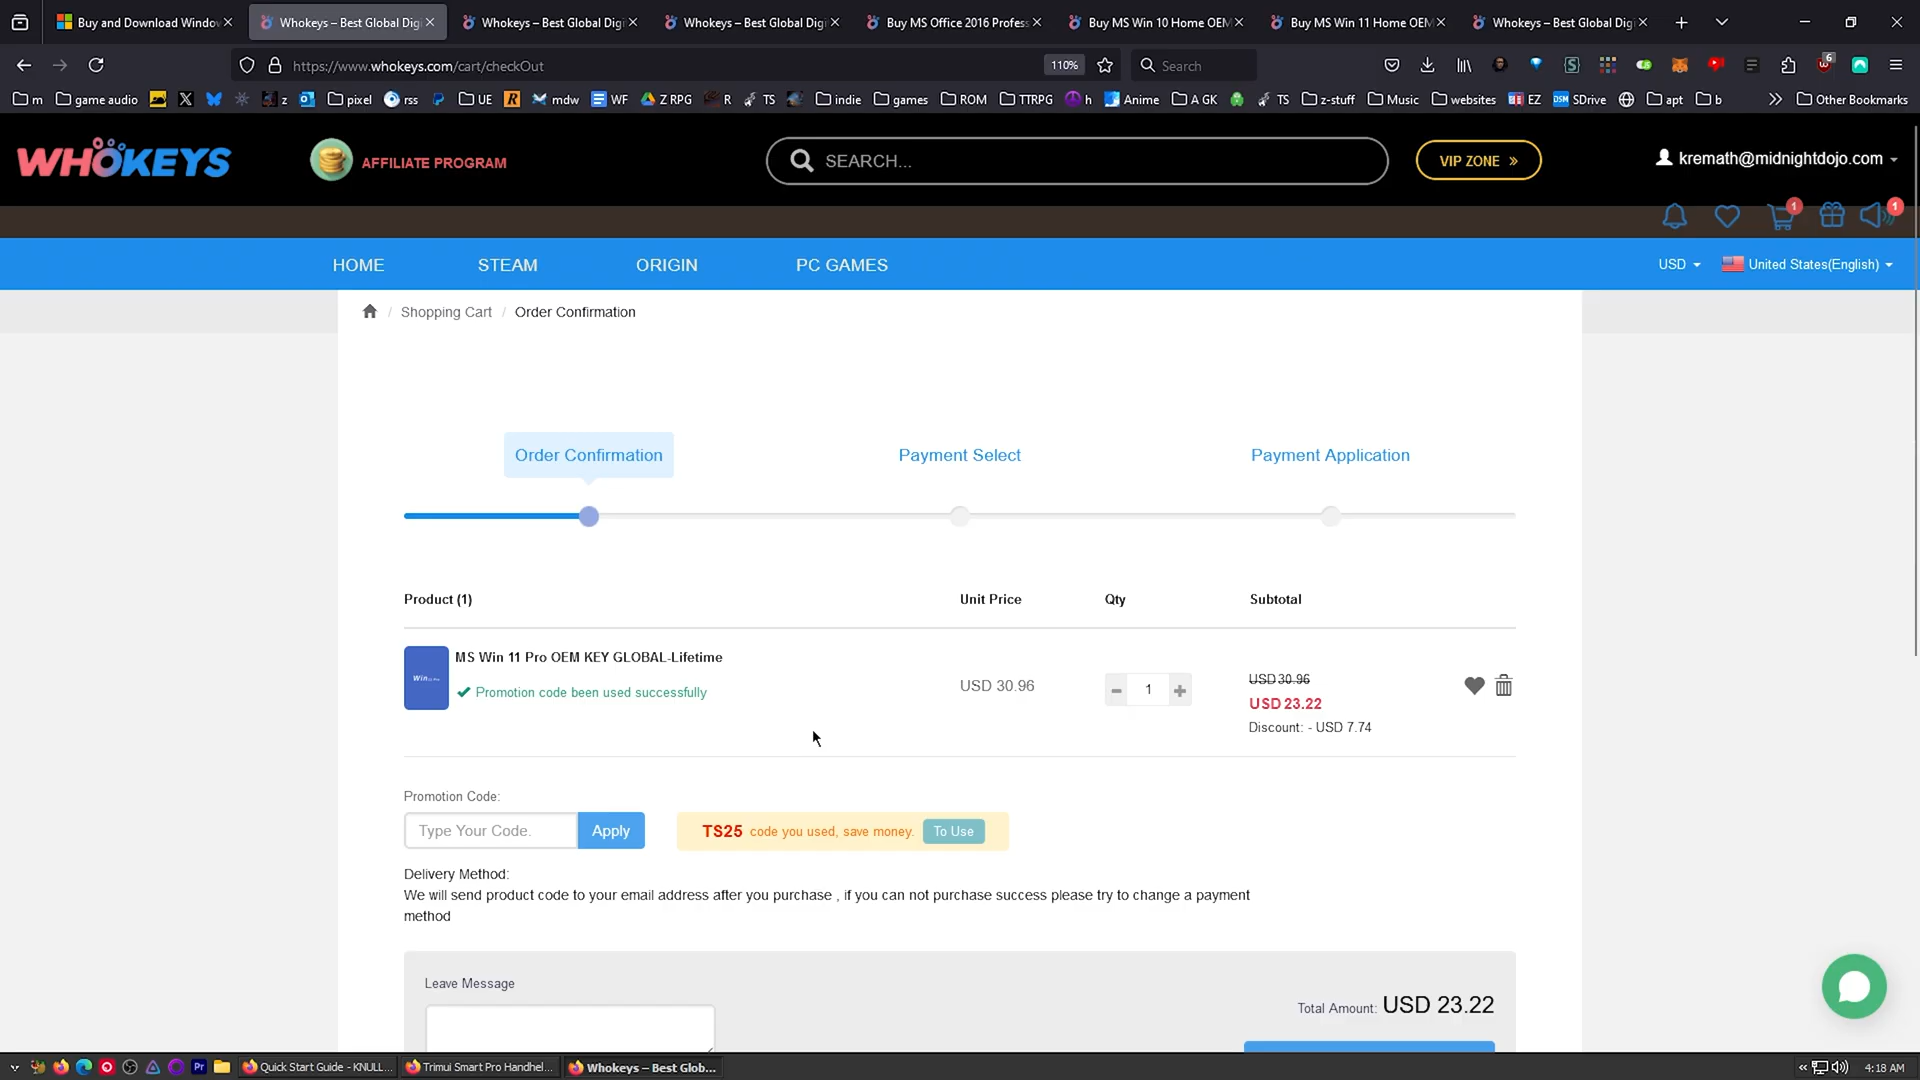 Buy and Download Window
Whokeys – Best Global Digi
Whokeys – Best Global Digi
Whokeys – Best Global Digi
Buy MS Office 2016 Profess
Buy MS Win 10 Home OEM
Buy MS Win 11 Home OEM
Whokeys – Best Global Digi
https://www.whokeys.com/cart/checkOut
110%
Search
6
m
game audio
z
pixel
rss
UE
mdw
WF
Z RPG
R
TS
indie
games
ROM
TTRPG
h
Anime
A GK
TS
z-stuff
Music
websites
EZ
SDrive
apt
b
Other Bookmarks
WHOKEYS
AFFILIATE PROGRAM
SEARCH...
VIP ZONE »
kremath@midnightdojo.com
1
1
HOME
STEAM
ORIGIN
PC GAMES
USD
United States(English)
/ Shopping Cart / Order Confirmation
Order Confirmation
Payment Select
Payment Application
Product (1)
Unit Price
Qty
Subtotal
MS Win 11 Pro OEM KEY GLOBAL-Lifetime
Promotion code been used successfully
USD 30.96
1
USD 30.96
USD 23.22
Discount: - USD 7.74
Promotion Code:
Type Your Code.
Apply
TS25 code you used, save money.
To Use
Delivery Method:
We will send product code to your email address after you purchase , if you can not purchase success please try to change a payment
method
Leave Message
Total Amount: USD 23.22
Quick Start Guide - KNULL...
Trimui Smart Pro Handhel...
Whokeys – Best Glob...
4:18 AM